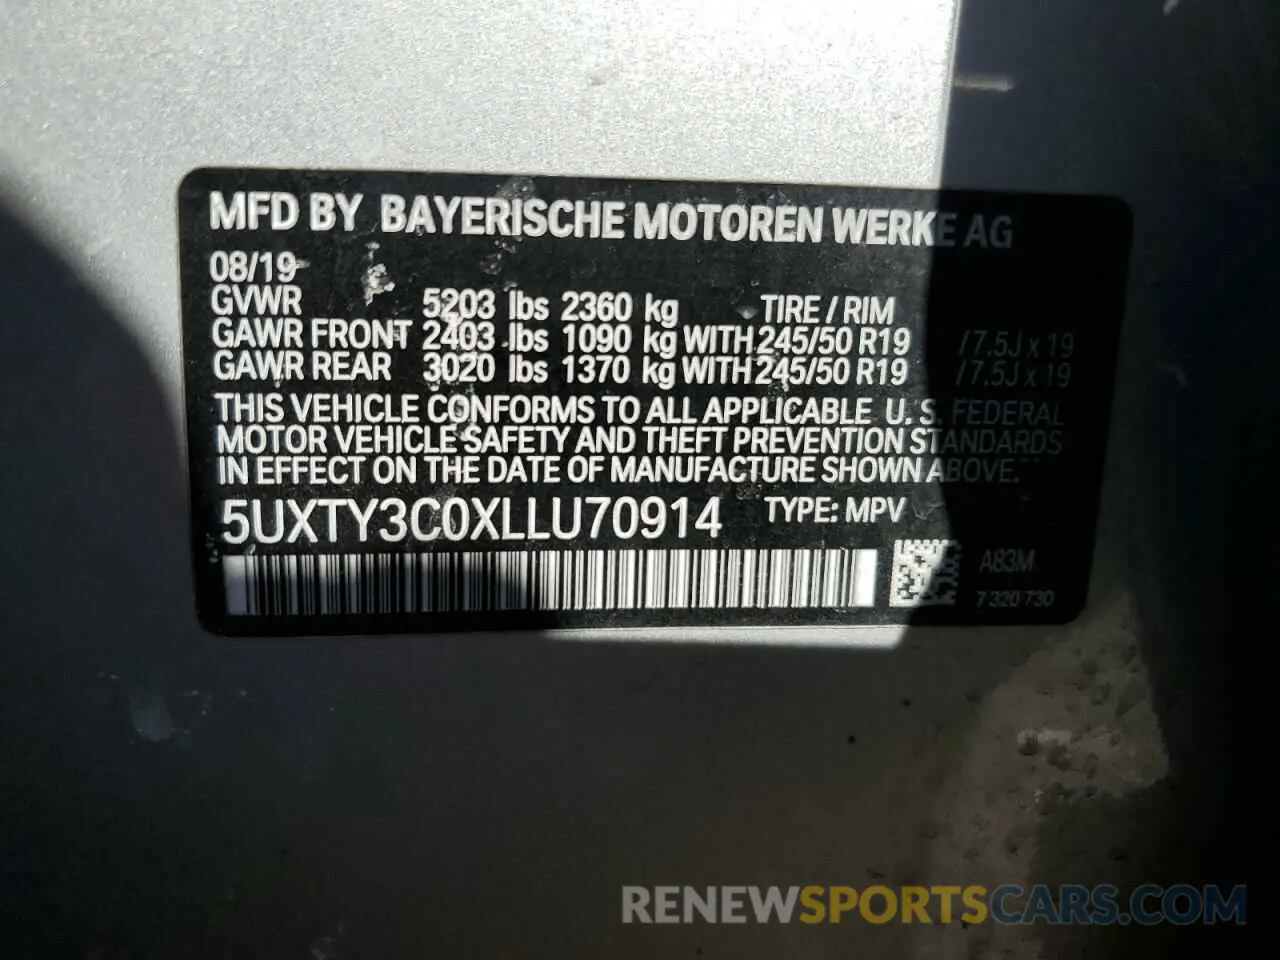 MFD BY BAYERISCHE MOTOREN WERKE AG
08/19
GVWR 5203 lbs 2360 kg TIRE / RIM
GAWR FRONT 2403 lbs 1090 kg WITH 245/50 R19 / 7.5J x 19
GAWR REAR 3020 lbs 1370 kg WITH 245/50 R19 / 7.5J x 19
THIS VEHICLE CONFORMS TO ALL APPLICABLE U. S. FEDERAL
MOTOR VEHICLE SAFETY AND THEFT PREVENTION STANDARDS
IN EFFECT ON THE DATE OF MANUFACTURE SHOWN ABOVE.
5UXTY3C0XLLU70914 TYPE: MPV
A83M
7 320 730
RENEWSPORTSCARS.COM